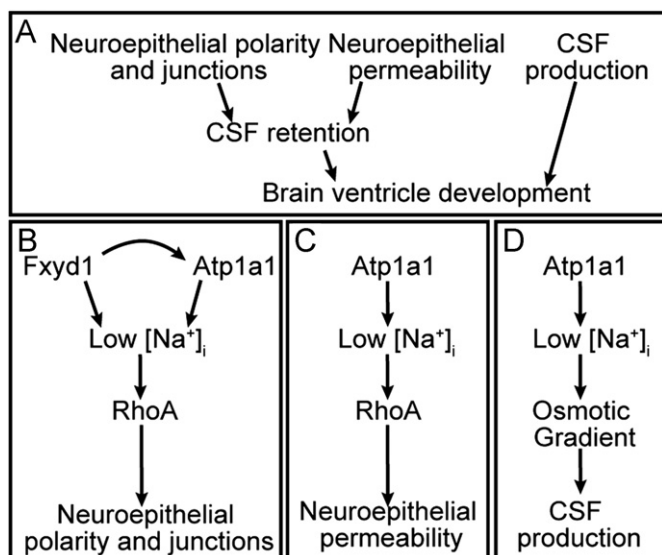 A
Neuroepithelial polarity
and junctions
Neuroepithelial
permeability
CSF
production
CSF retention
Brain ventricle development
B
Fxyd1
Atp1a1
Low [Na⁺]ᵢ
RhoA
Neuroepithelial
polarity and junctions
C
Atp1a1
Low [Na⁺]ᵢ
RhoA
Neuroepithelial
permeability
D
Atp1a1
Low [Na⁺]ᵢ
Osmotic
Gradient
CSF
production